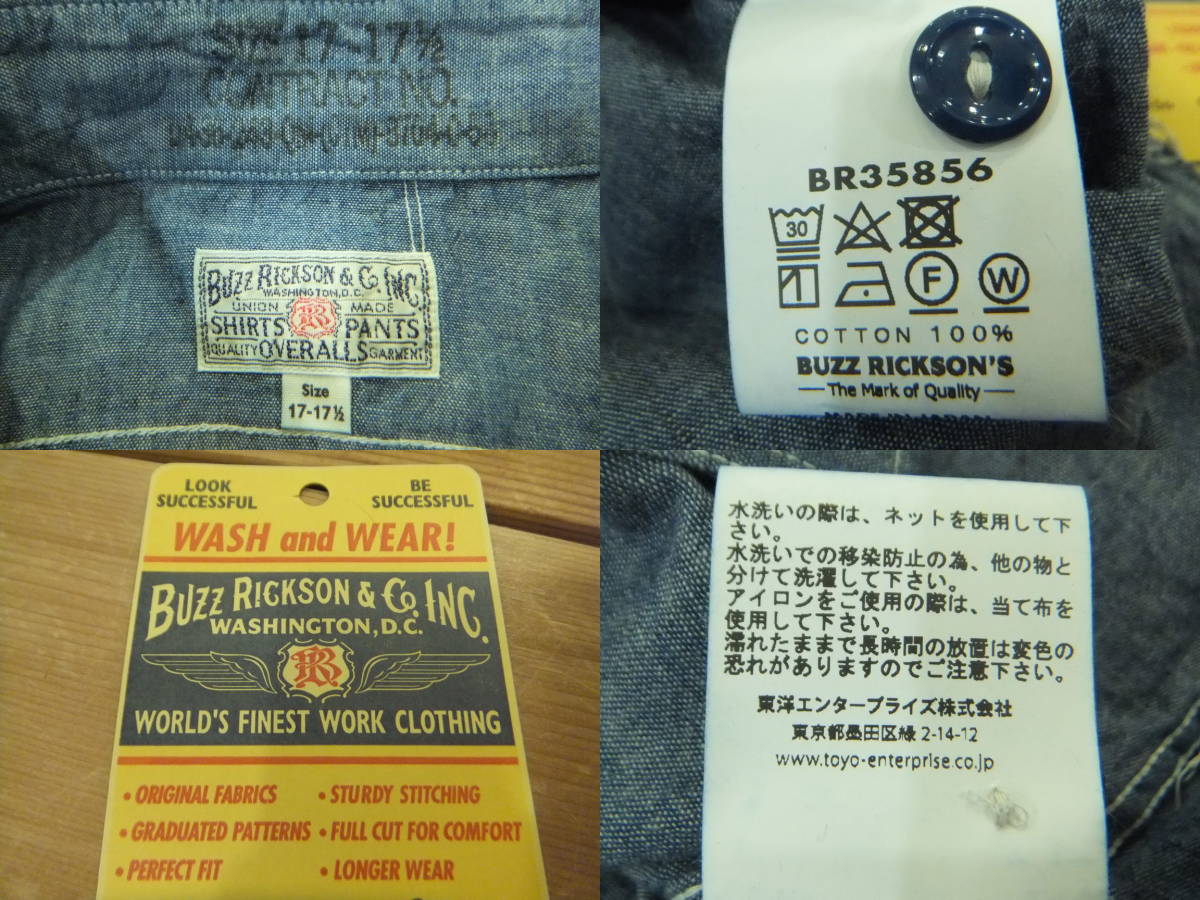 SIZE 17-17½
CONTRACT NO.
BUZZ RICKSON & Co. INC.
WASHINGTON, D.C.
UNION MADE
SHIRTS PANTS
QUALITY OVERALLS GARMENT
Size
17-17½
BR35856
30
F W
COTTON 100%
BUZZ RICKSON'S
The Mark of Quality
MADE IN JAPAN
LOOK SUCCESSFUL
BE SUCCESSFUL
WASH and WEAR!
BUZZ RICKSON & Co. INC.
WASHINGTON, D.C.
WORLD'S FINEST WORK CLOTHING
• ORIGINAL FABRICS • STURDY STITCHING
• GRADUATED PATTERNS • FULL CUT FOR COMFORT
• PERFECT FIT • LONGER WEAR
水洗いの際は、ネットを使用して下
さい。
水洗いでの移染防止の為、他の物と
分けて洗濯して下さい。
アイロンをご使用の際は、当て布を
使用して下さい。
濡れたままで長時間の放置は変色の
恐れがありますのでご注意下さい。
東洋エンタープライズ株式会社
東京都墨田区緑 2-14-12
www.toyo-enterprise.co.jp